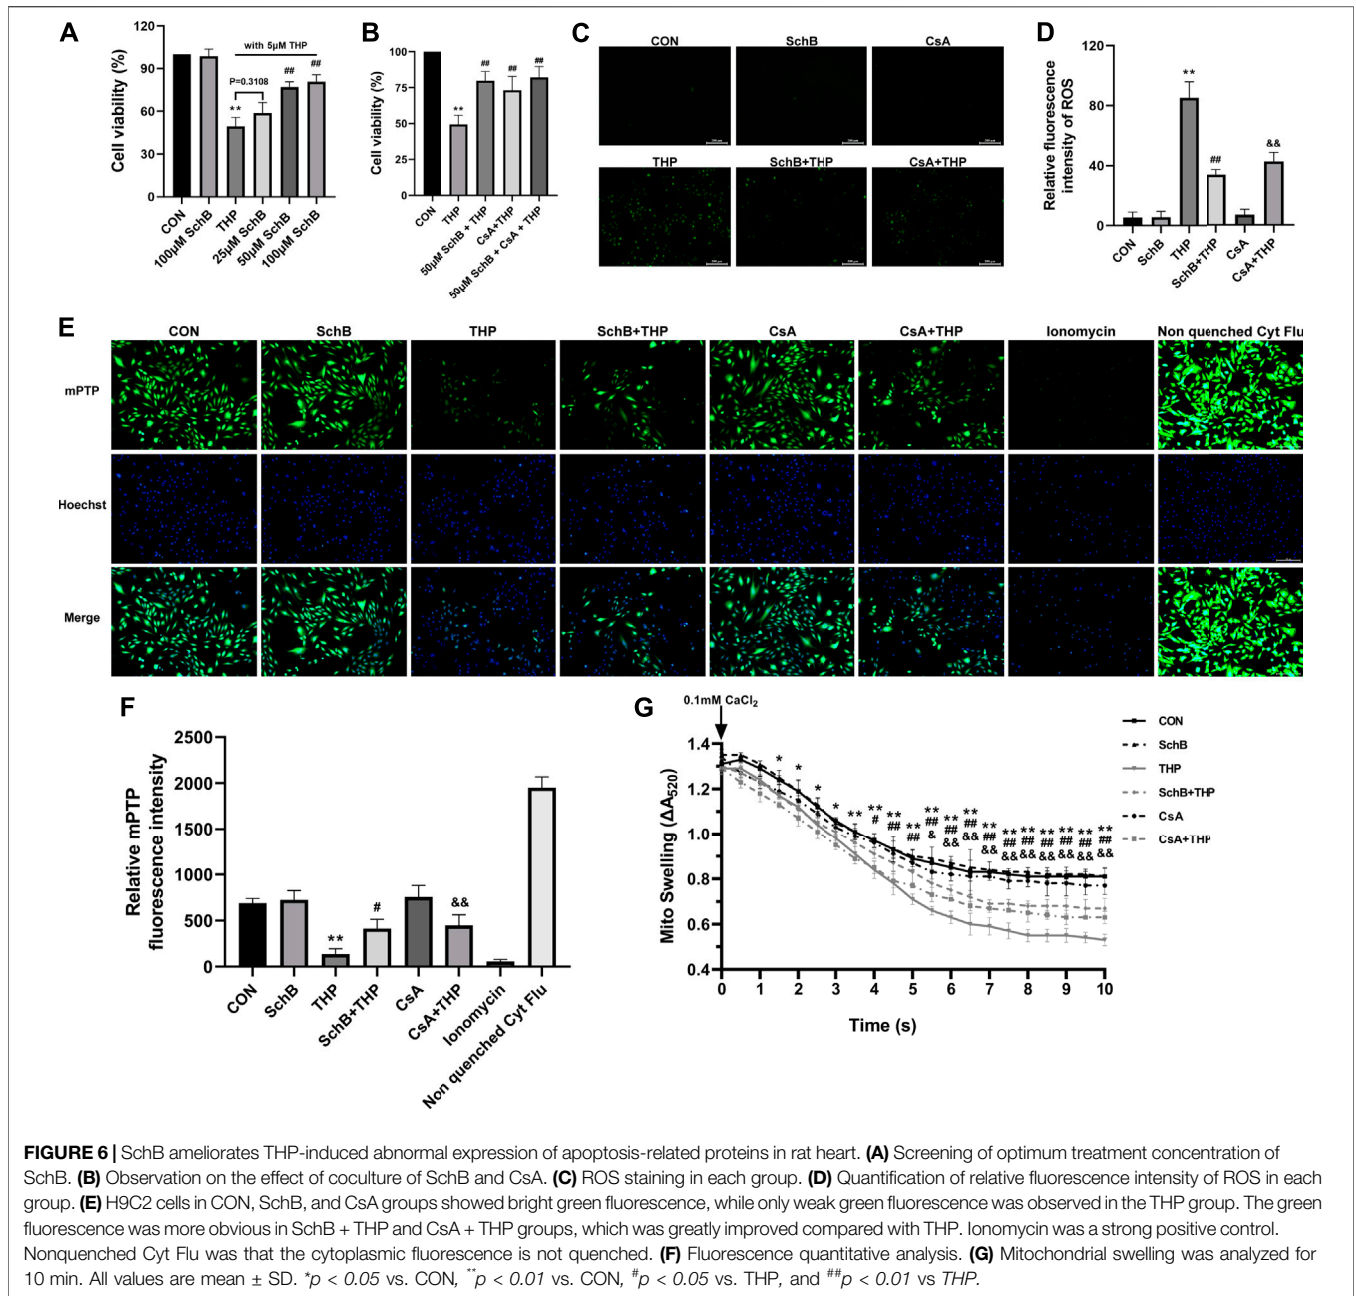 A
120
90
60
30
0
Cell viability (%)
with 5μM THP
P=0.3108
**
##
##
CON
100μM SchB
THP
25μM SchB
50μM SchB
100μM SchB
B
100
75
50
25
0
Cell viability (%)
**
##
##
##
CON
THP
50μM SchB + THP
CsA+THP
50μM SchB + CsA + THP
C
CON
SchB
CsA
THP
SchB+THP
CsA+THP
D
120
80
40
0
Relative fluorescence
intensity of ROS
**
##
&&
CON
SchB
THP
SchB+THP
CsA
CsA+THP
E
CON
SchB
THP
SchB+THP
CsA
CsA+THP
Ionomycin
Non quenched Cyt Flu
mPTP
Hoechst
Merge
F
2500
2000
1500
1000
500
0
Relative mPTP
fluorescence intensity
**
#
&&
CON
SchB
THP
SchB+THP
CsA
CsA+THP
Ionomycin
Non quenched Cyt Flu
G
0.1mM CaCl₂
1.4
1.2
1.0
0.8
0.6
0.4
Mito Swelling (ΔA₅₂₀)
* * * * ** ** ** ** ** ** ** ** ** ** ** ** **
# ## ## ## ## ## ## ## ## ## ## ## ##
& && && && && && && && && &&
0 1 2 3 4 5 6 7 8 9 10
Time (s)
CON
SchB
THP
SchB+THP
CsA
CsA+THP
FIGURE 6 | SchB ameliorates THP-induced abnormal expression of apoptosis-related proteins in rat heart. (A) Screening of optimum treatment concentration of
SchB. (B) Observation on the effect of coculture of SchB and CsA. (C) ROS staining in each group. (D) Quantification of relative fluorescence intensity of ROS in each
group. (E) H9C2 cells in CON, SchB, and CsA groups showed bright green fluorescence, while only weak green fluorescence was observed in the THP group. The green
fluorescence was more obvious in SchB + THP and CsA + THP groups, which was greatly improved compared with THP. Ionomycin was a strong positive control.
Nonquenched Cyt Flu was that the cytoplasmic fluorescence is not quenched. (F) Fluorescence quantitative analysis. (G) Mitochondrial swelling was analyzed for
10 min. All values are mean ± SD. *p < 0.05 vs. CON, **p < 0.01 vs. CON, #p < 0.05 vs. THP, and ##p < 0.01 vs THP.